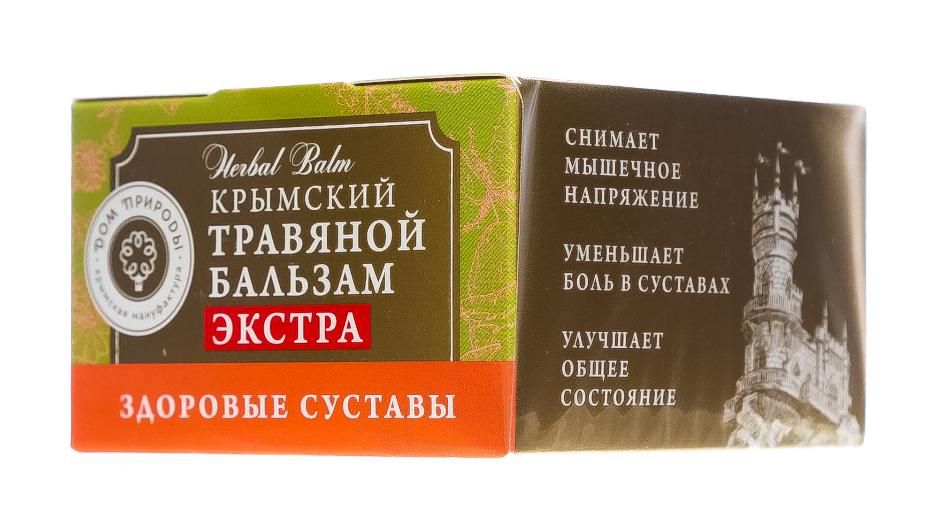 Herbal Balm
КРЫМСКИЙ
ТРАВЯНОЙ
БАЛЬЗАМ
ЭКСТРА
ДОМ ПРИРОДЫ
крымская мануфактура
ЗДОРОВЫЕ СУСТАВЫ
СНИМАЕТ
МЫШЕЧНОЕ
НАПРЯЖЕНИЕ
УМЕНЬШАЕТ
БОЛЬ В СУСТАВАХ
УЛУЧШАЕТ
ОБЩЕЕ
СОСТОЯНИЕ